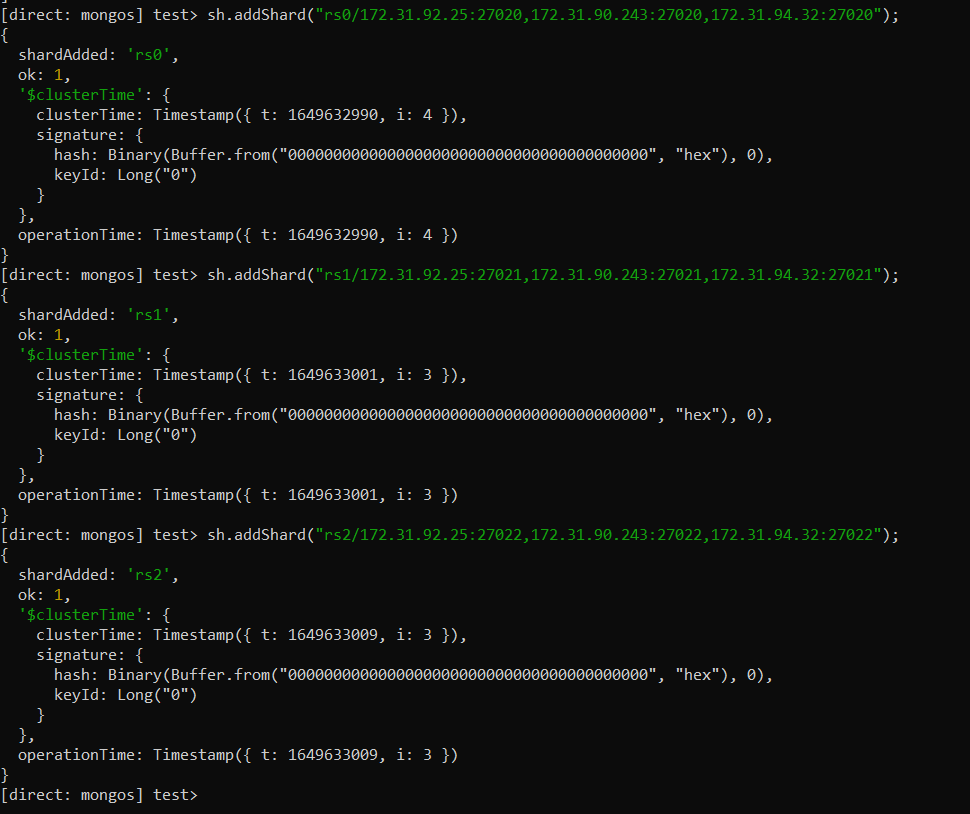 [direct: mongos] test> sh.addShard("rs0/172.31.92.25:27020,172.31.90.243:27020,172.31.94.32:27020");
{
  shardAdded: 'rs0',
  ok: 1,
  '$clusterTime': {
    clusterTime: Timestamp({ t: 1649632990, i: 4 }),
    signature: {
      hash: Binary(Buffer.from("0000000000000000000000000000000000000000", "hex"), 0),
      keyId: Long("0")
    }
  },
  operationTime: Timestamp({ t: 1649632990, i: 4 })
}
[direct: mongos] test> sh.addShard("rs1/172.31.92.25:27021,172.31.90.243:27021,172.31.94.32:27021");
{
  shardAdded: 'rs1',
  ok: 1,
  '$clusterTime': {
    clusterTime: Timestamp({ t: 1649633001, i: 3 }),
    signature: {
      hash: Binary(Buffer.from("0000000000000000000000000000000000000000", "hex"), 0),
      keyId: Long("0")
    }
  },
  operationTime: Timestamp({ t: 1649633001, i: 3 })
}
[direct: mongos] test> sh.addShard("rs2/172.31.92.25:27022,172.31.90.243:27022,172.31.94.32:27022");
{
  shardAdded: 'rs2',
  ok: 1,
  '$clusterTime': {
    clusterTime: Timestamp({ t: 1649633009, i: 3 }),
    signature: {
      hash: Binary(Buffer.from("0000000000000000000000000000000000000000", "hex"), 0),
      keyId: Long("0")
    }
  },
  operationTime: Timestamp({ t: 1649633009, i: 3 })
}
[direct: mongos] test>